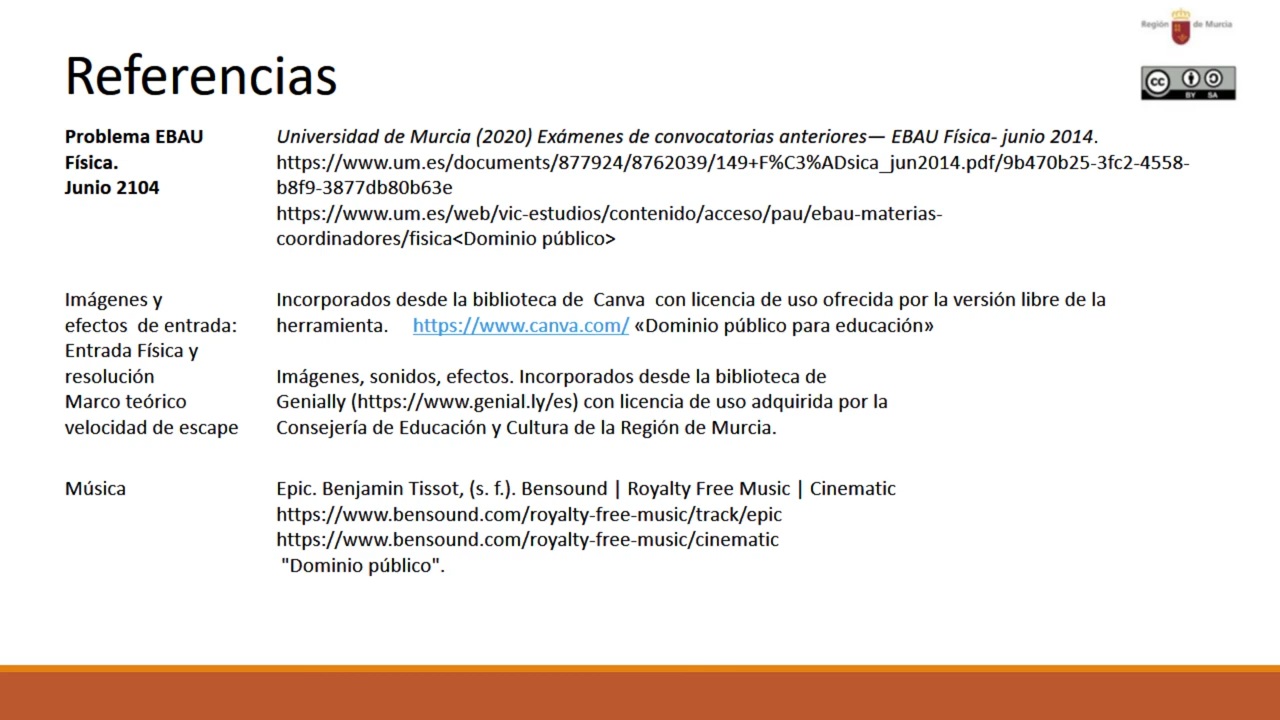 Región de Murcia
cc BY SA
Referencias
Problema EBAU
Física.
Junio 2104
Universidad de Murcia (2020) Exámenes de convocatorias anteriores— EBAU Física- junio 2014.
https://www.um.es/documents/877924/8762039/149+F%C3%ADsica_jun2014.pdf/9b470b25-3fc2-4558-
b8f9-3877db80b63e
https://www.um.es/web/vic-estudios/contenido/acceso/pau/ebau-materias-
coordinadores/fisica<Dominio público>
Imágenes y
efectos de entrada:
Entrada Física y
resolución
Marco teórico
velocidad de escape
Incorporados desde la biblioteca de Canva con licencia de uso ofrecida por la versión libre de la
herramienta. https://www.canva.com/ «Dominio público para educación»
Imágenes, sonidos, efectos. Incorporados desde la biblioteca de
Genially (https://www.genial.ly/es) con licencia de uso adquirida por la
Consejería de Educación y Cultura de la Región de Murcia.
Música
Epic. Benjamin Tissot, (s. f.). Bensound | Royalty Free Music | Cinematic
https://www.bensound.com/royalty-free-music/track/epic
https://www.bensound.com/royalty-free-music/cinematic
"Dominio público".